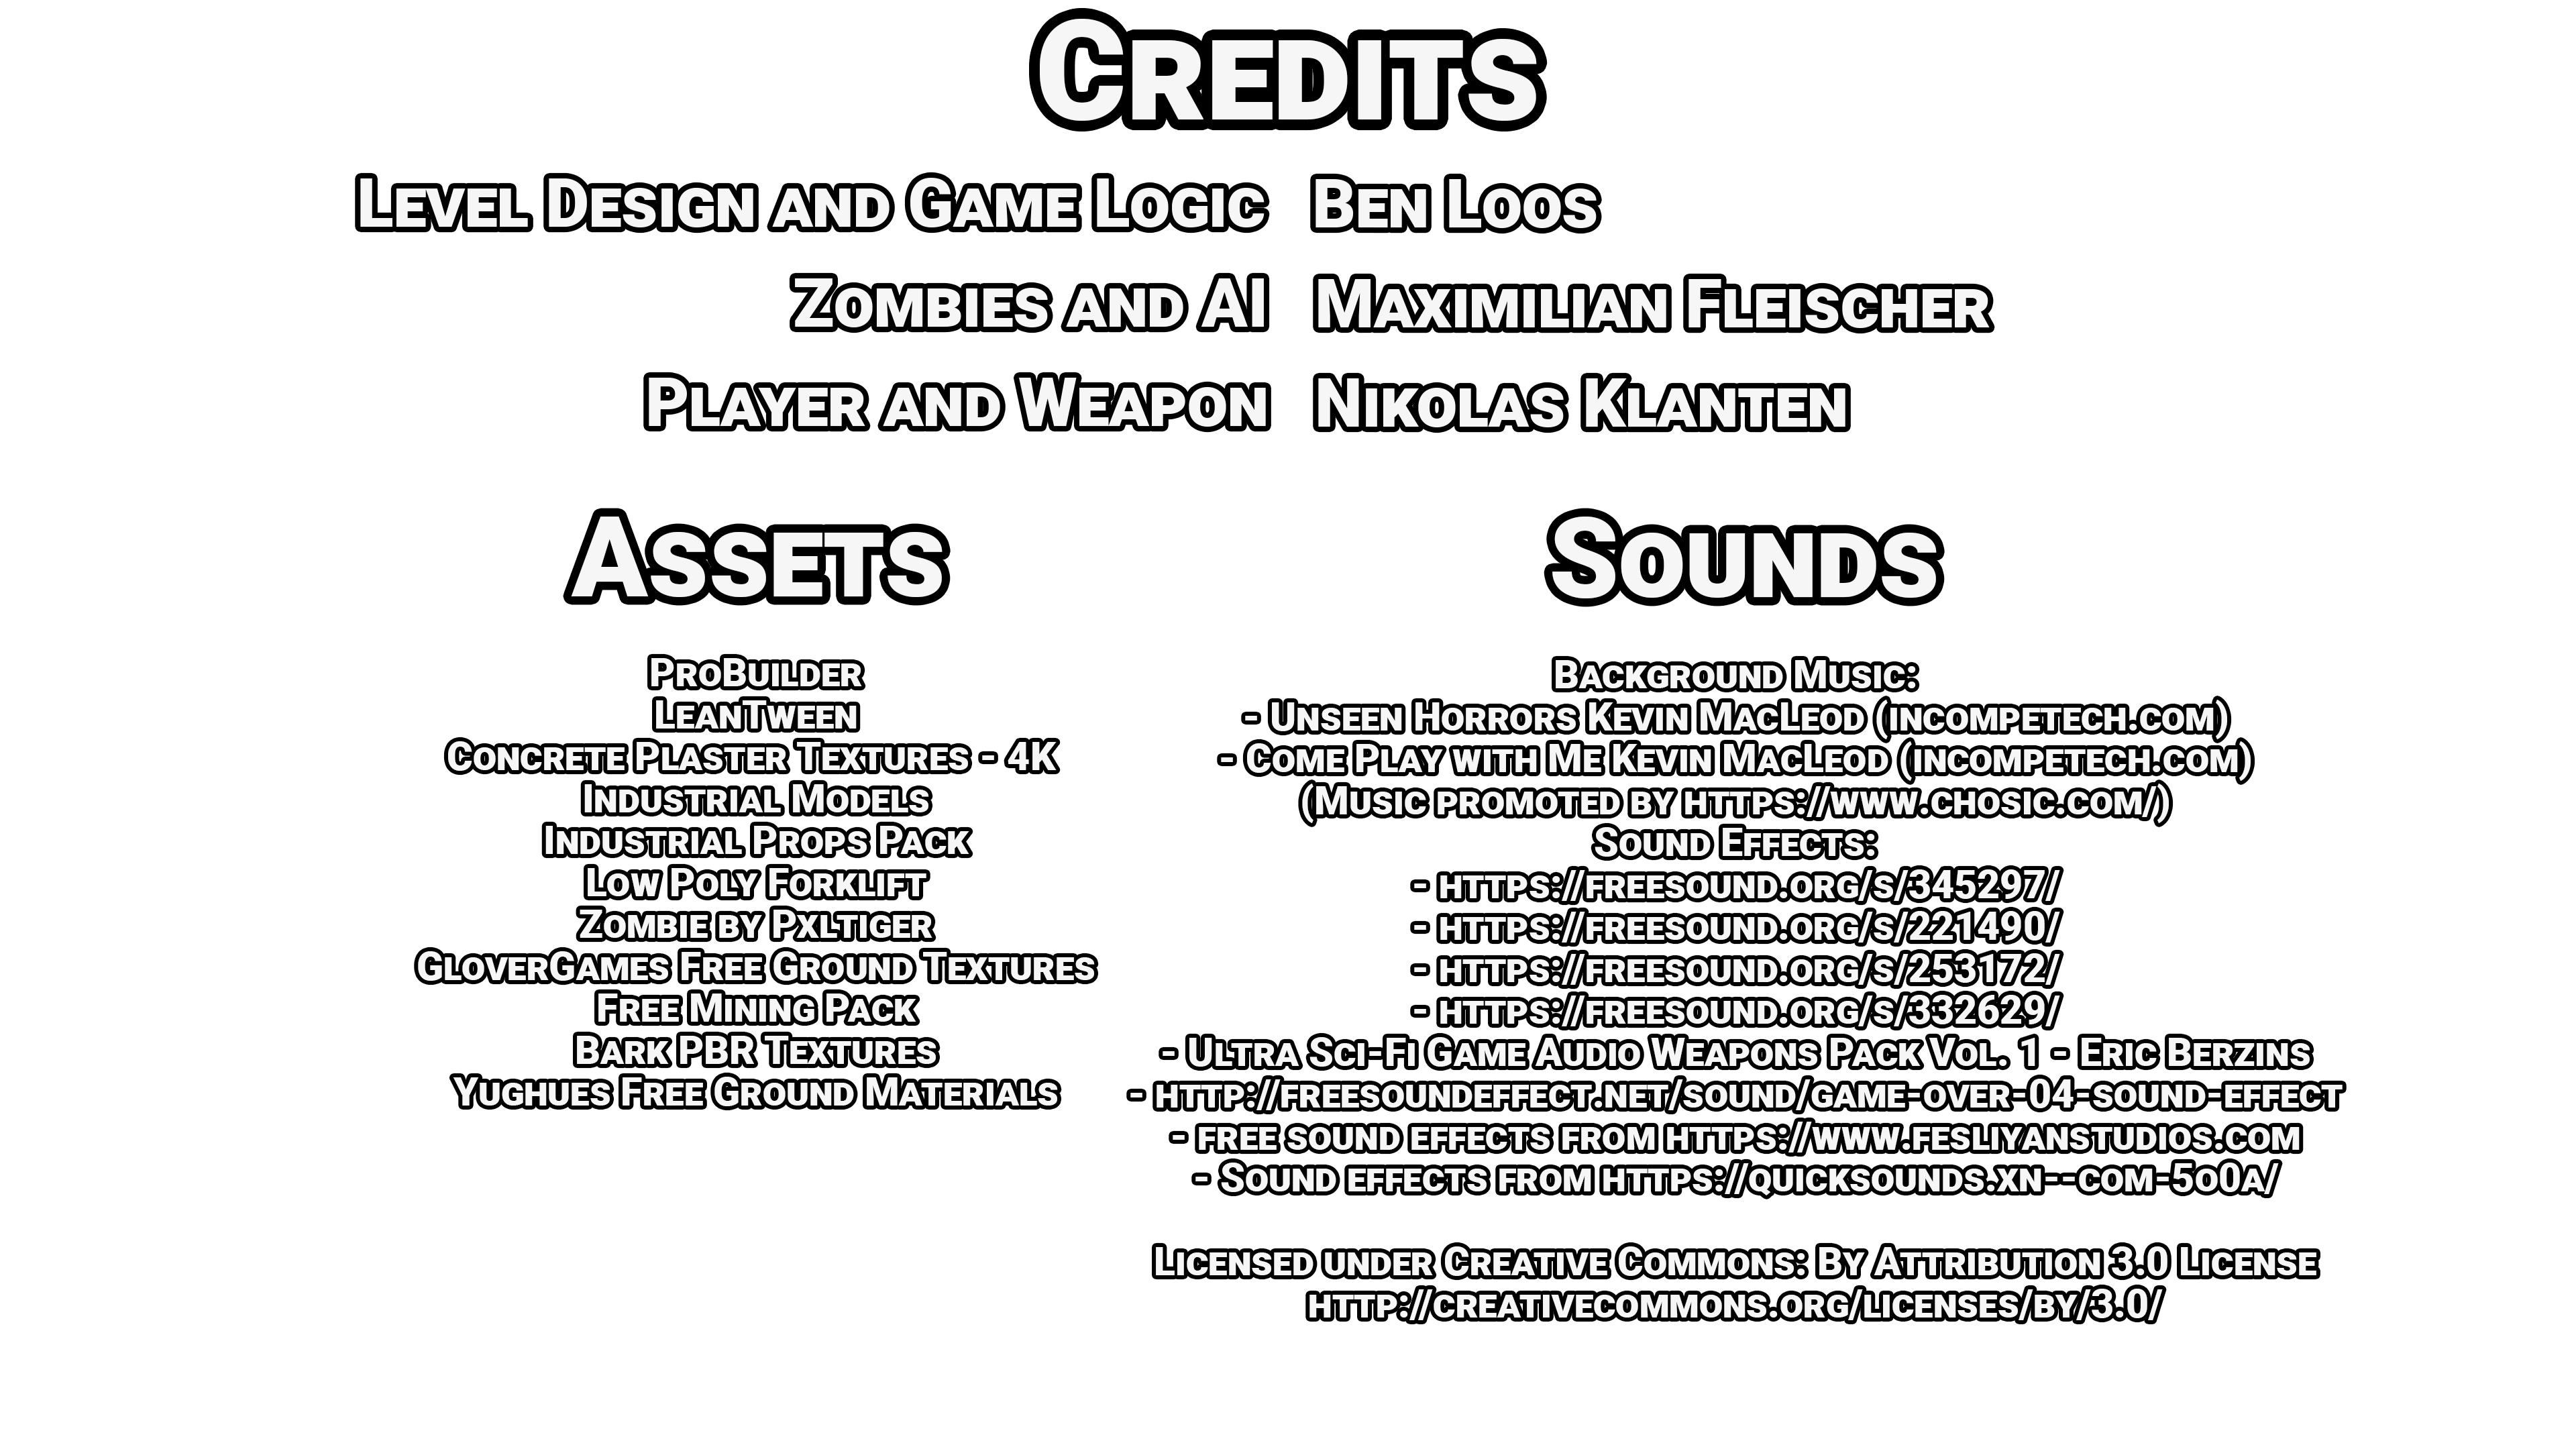 Credits
Level Design and Game Logic Ben Loos
Zombies and AI Maximilian Fleischer
Player and Weapon Nikolas Klanten
Assets
ProBuilder
LeanTween
Concrete Plaster Textures - 4K
Industrial Models
Industrial Props Pack
Low Poly Forklift
Zombie by Pxltiger
GloverGames Free Ground Textures
Free Mining Pack
Bark PBR Textures
Yughues Free Ground Materials
Sounds
Background Music:
- Unseen Horrors Kevin MacLeod (incompetech.com)
- Come Play with Me Kevin MacLeod (incompetech.com)
(Music promoted by https://www.chosic.com/)
Sound Effects:
- https://freesound.org/s/345297/
- https://freesound.org/s/221490/
- https://freesound.org/s/253172/
- https://freesound.org/s/332629/
- Ultra Sci-Fi Game Audio Weapons Pack Vol. 1 - Eric Berzins
- http://freesoundeffect.net/sound/game-over-04-sound-effect
- free sound effects from https://www.fesliyanstudios.com
- Sound effects from https://quicksounds.xn--com-5o0a/
Licensed under Creative Commons: By Attribution 3.0 License
http://creativecommons.org/licenses/by/3.0/